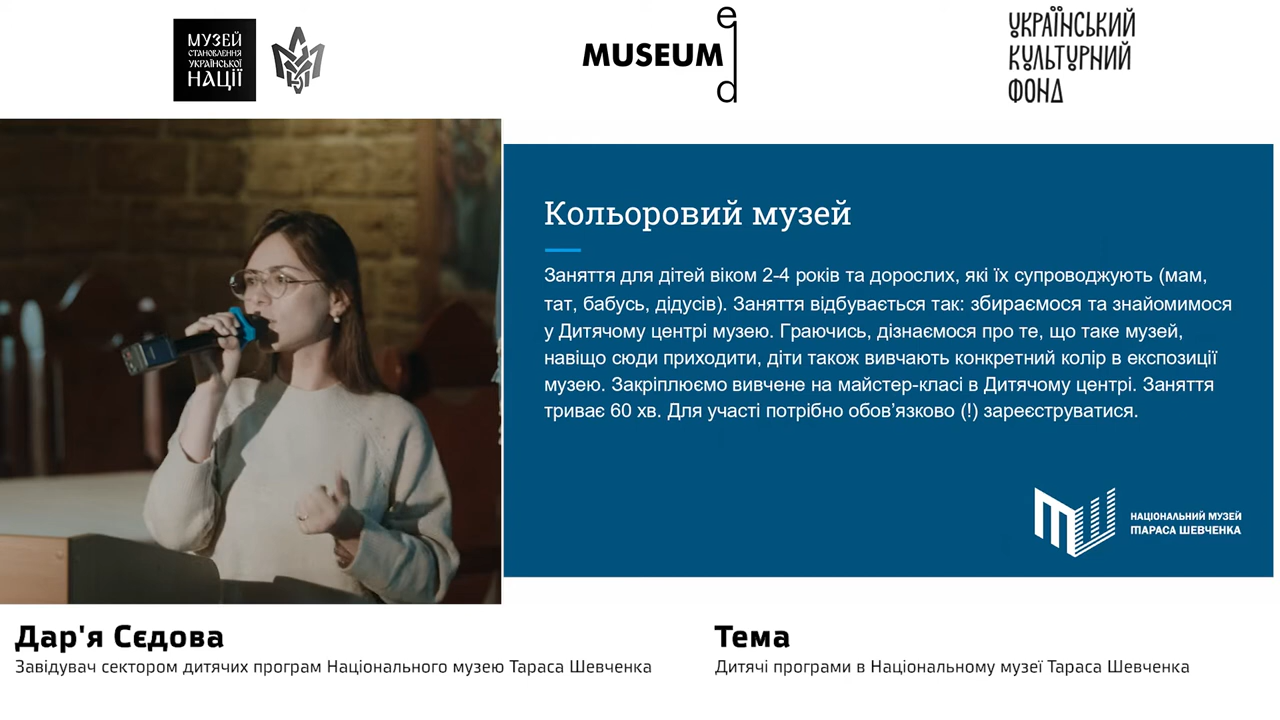 МУЗЕЙ
СТАНОВЛЕННЯ
УКРАЇНСЬКОЇ
НАЦІЇ
MUSEUM
ed
УКРАЇНСЬКИЙ
КУЛЬТУРНИЙ
ФОНД
Кольоровий музей
Заняття для дітей віком 2-4 років та дорослих, які їх супроводжують (мам,
тат, бабусь, дідусів). Заняття відбувається так: збираємося та знайомимося
у Дитячому центрі музею. Граючись, дізнаємося про те, що таке музей,
навіщо сюди приходити, діти також вивчають конкретний колір в експозиції
музею. Закріплюємо вивчене на майстер-класі в Дитячому центрі. Заняття
триває 60 хв. Для участі потрібно обов’язково (!) зареєструватися.
НАЦІОНАЛЬНИЙ МУЗЕЙ
ТАРАСА ШЕВЧЕНКА
Дар'я Сєдова
Завідувач сектором дитячих програм Національного музею Тараса Шевченка
Тема
Дитячі програми в Національному музеї Тараса Шевченка